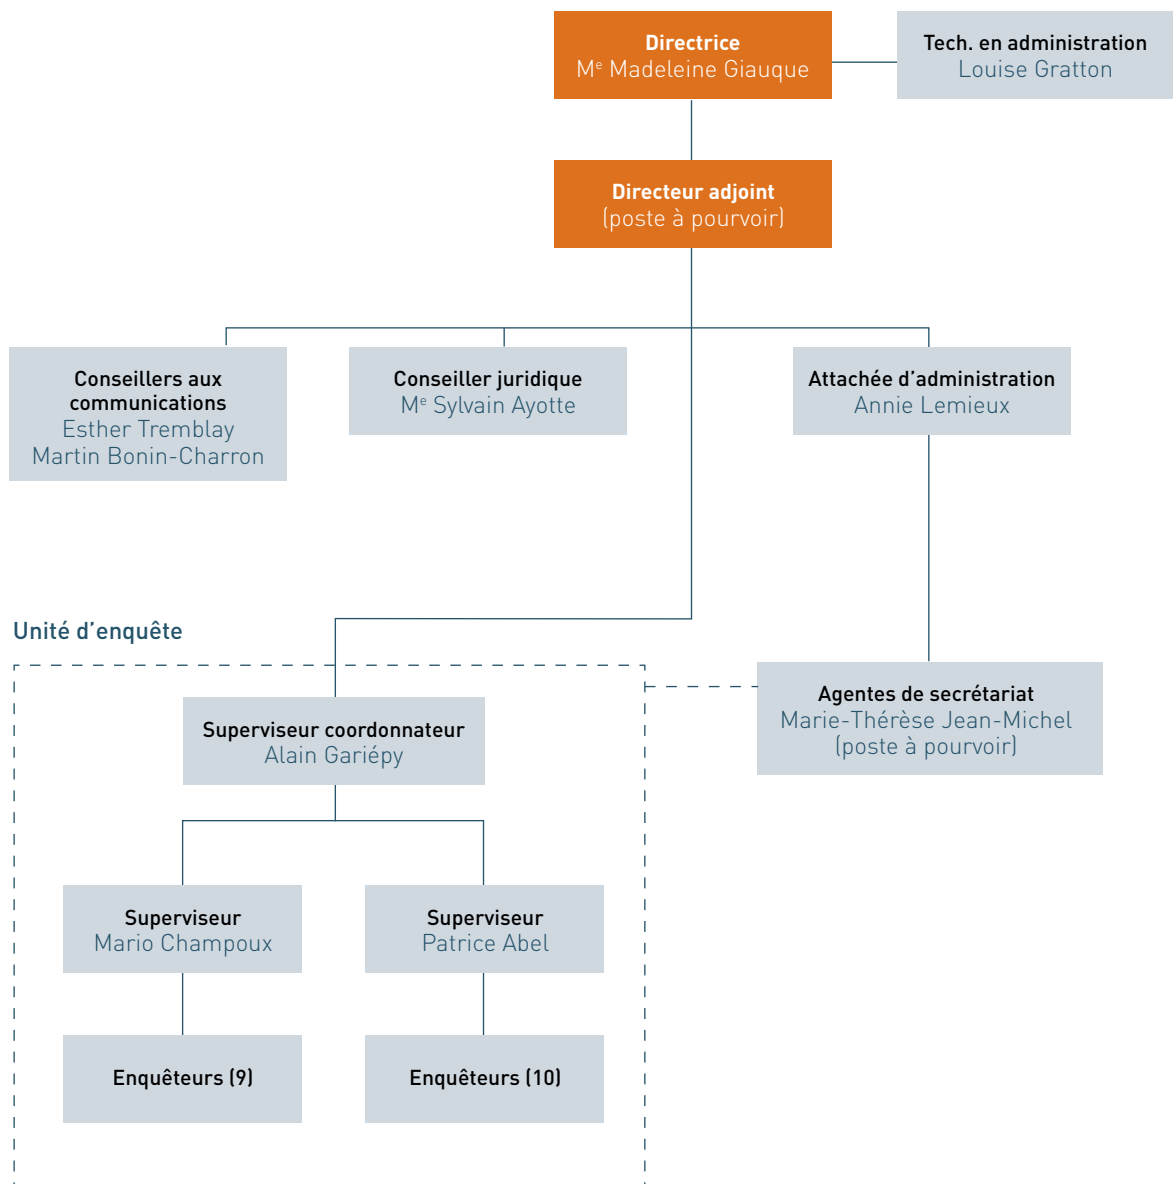 Directrice
Mᵉ Madeleine Giauque
Tech. en administration
Louise Gratton
Directeur adjoint
(poste à pourvoir)
Conseillers aux
communications
Esther Tremblay
Martin Bonin-Charron
Conseiller juridique
Mᵉ Sylvain Ayotte
Attachée d’administration
Annie Lemieux
Unité d’enquête
Agentes de secrétariat
Marie-Thérèse Jean-Michel
(poste à pourvoir)
Superviseur coordonnateur
Alain Gariépy
Superviseur
Mario Champoux
Superviseur
Patrice Abel
Enquêteurs (9)
Enquêteurs (10)